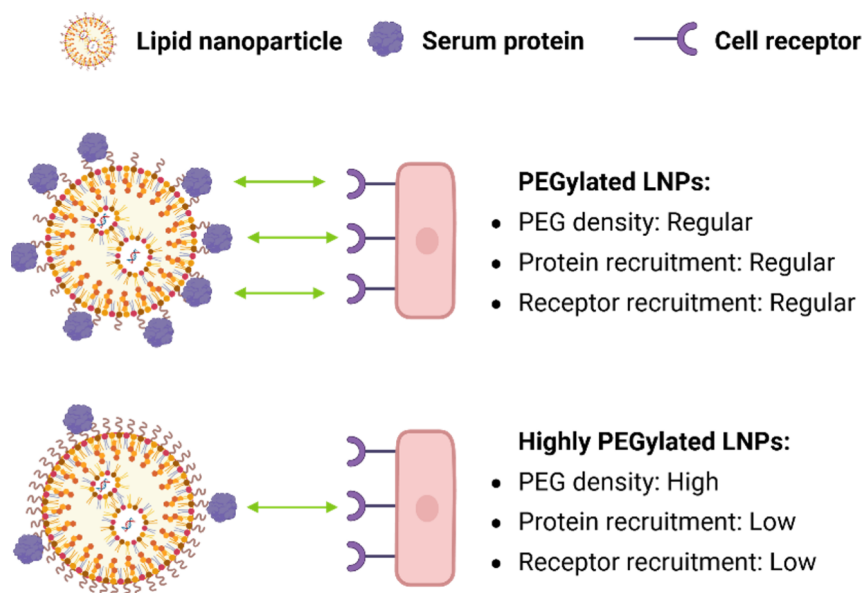 Lipid nanoparticle Serum protein Cell receptor
PEGylated LNPs:
• PEG density: Regular
• Protein recruitment: Regular
• Receptor recruitment: Regular
Highly PEGylated LNPs:
• PEG density: High
• Protein recruitment: Low
• Receptor recruitment: Low